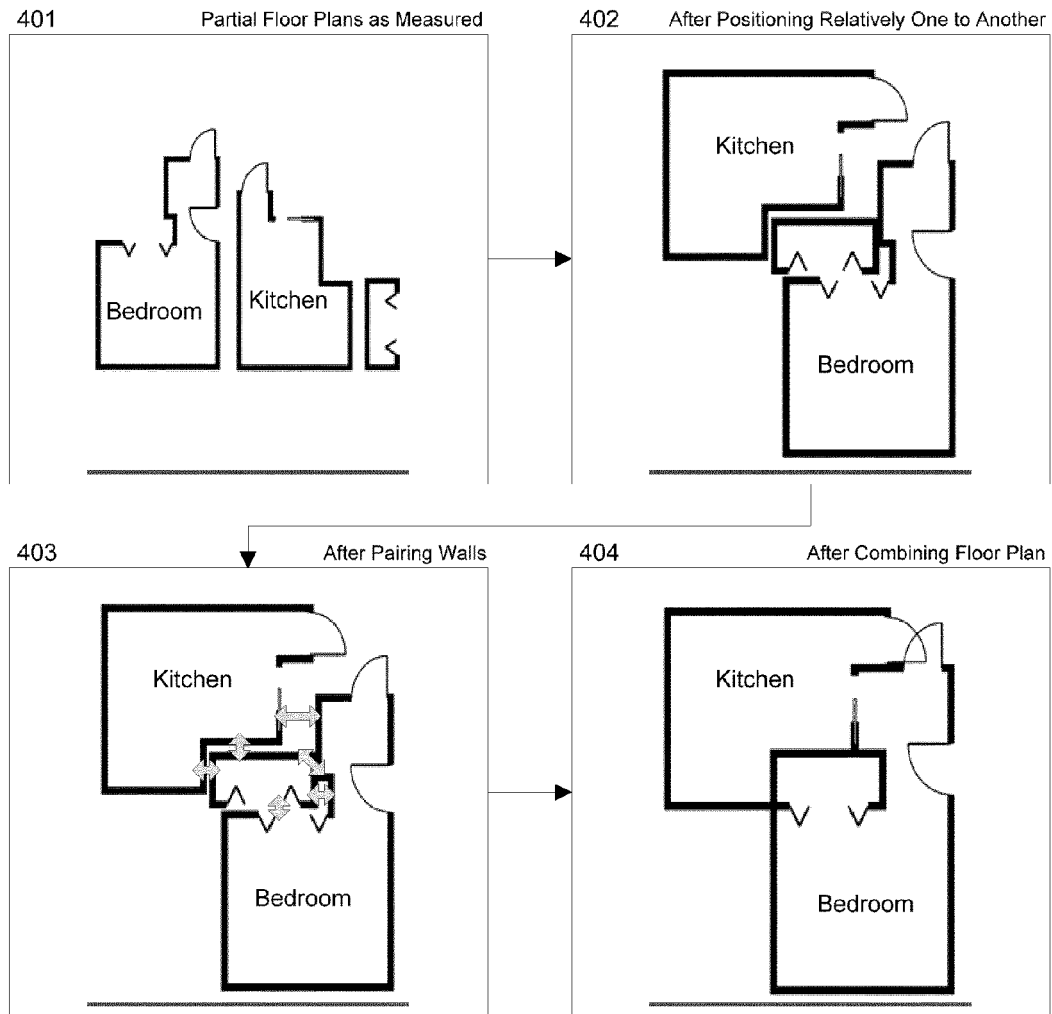 401 Partial Floor Plans as Measured
Bedroom
Kitchen
402 After Positioning Relatively One to Another
Kitchen
Bedroom
403 After Pairing Walls
Kitchen
Bedroom
404 After Combining Floor Plan
Kitchen
Bedroom